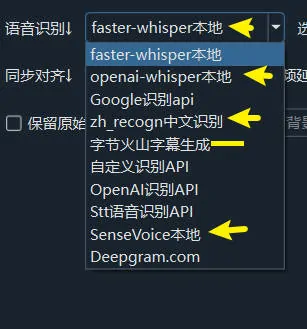 语音识别↓ faster-whisper本地
faster-whisper本地
同步对齐↓ openai-whisper本地
Google识别api
保留原始 zh_recogn中文识别 背景
字节火山字幕生成
自定义识别API
OpenAI识别API
Stt语音识别API
SenseVoice本地
Deepgram.com